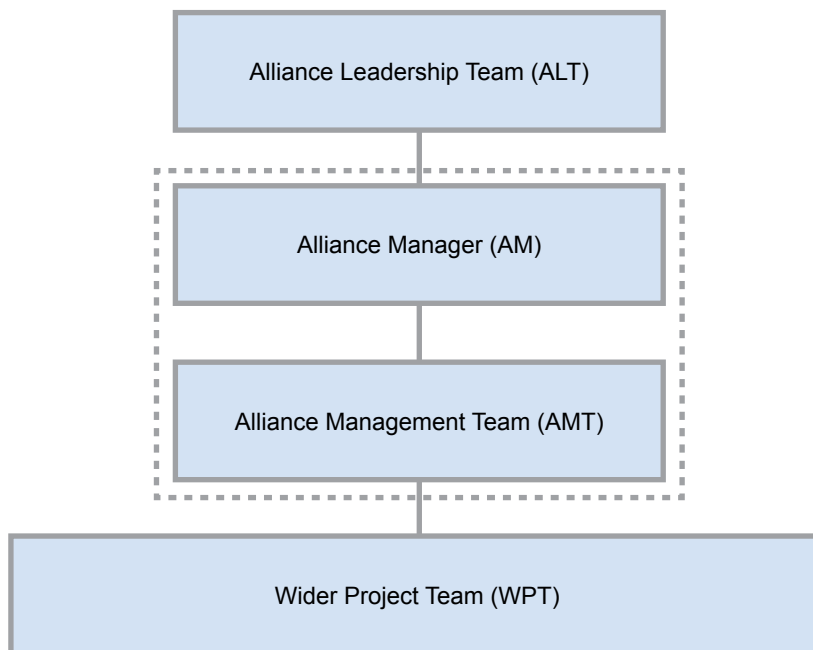 Alliance Leadership Team (ALT)
Alliance Manager (AM)
Alliance Management Team (AMT)
Wider Project Team (WPT)